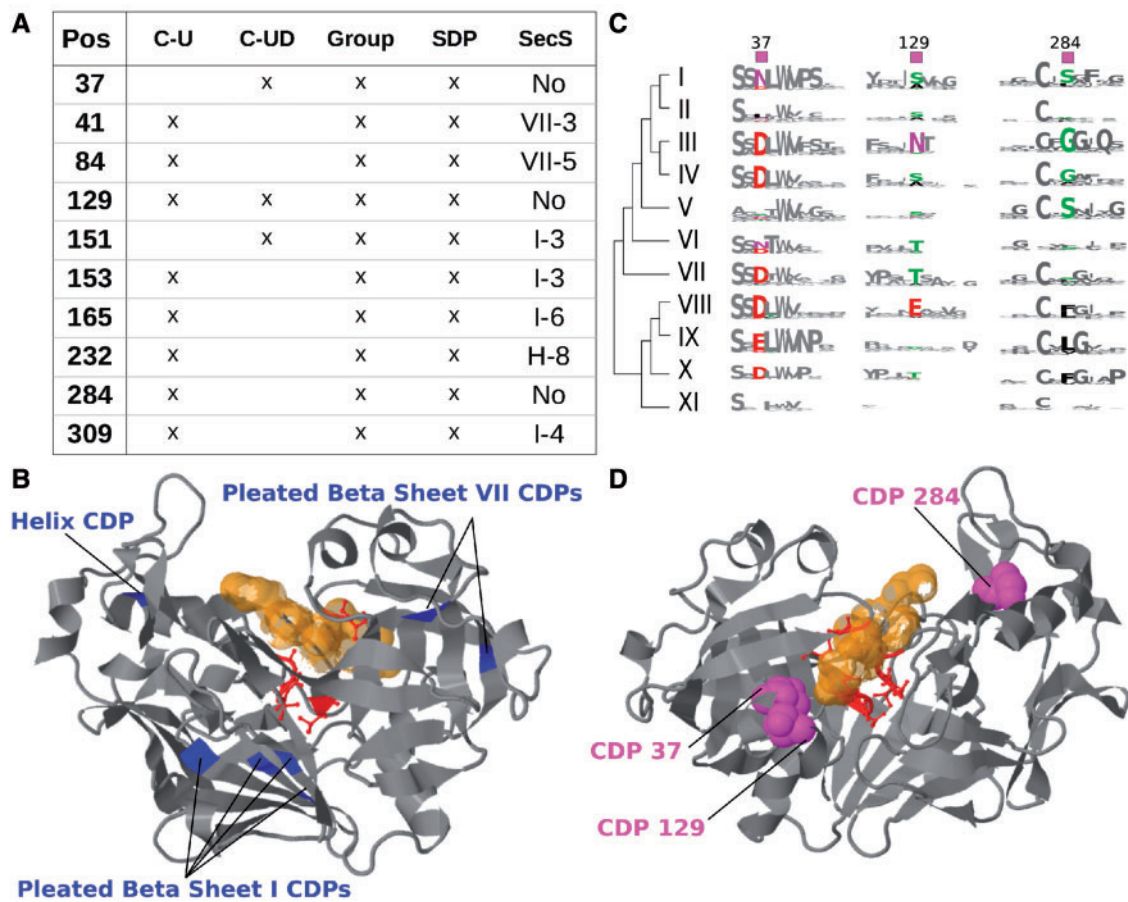 A
Pos C-U C-UD Group SDP SecS
37 x x x No
41 x x x VII-3
84 x x x VII-5
129 x x x x No
151 x x x I-3
153 x x x I-3
165 x x x I-6
232 x x x H-8
284 x x x No
309 x x x I-4
C
37 129 284
I
II
III
IV
V
VI
VII
VIII
IX
X
XI
B
Pleated Beta Sheet VII CDPs
Helix CDP
Pleated Beta Sheet I CDPs
D
CDP 284
CDP 37
CDP 129